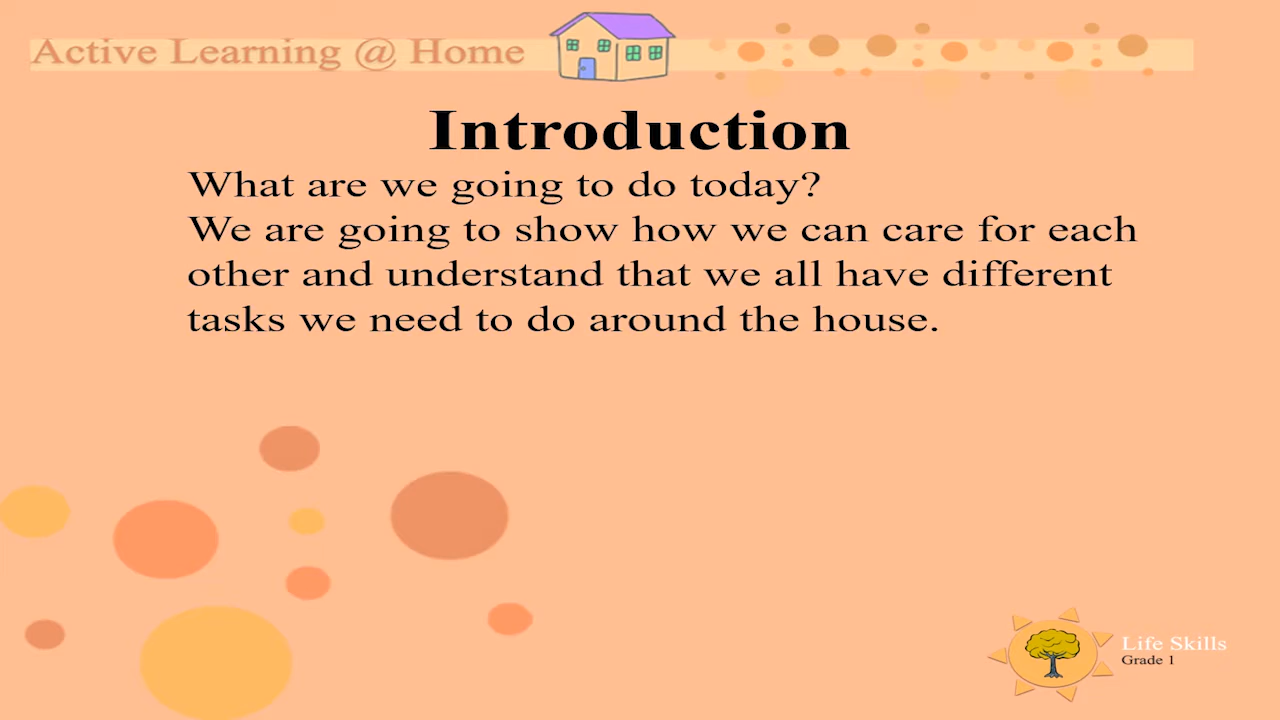 Active Learning @ Home
Introduction
What are we going to do today?
We are going to show how we can care for each
other and understand that we all have different
tasks we need to do around the house.
Life Skills
Grade 1